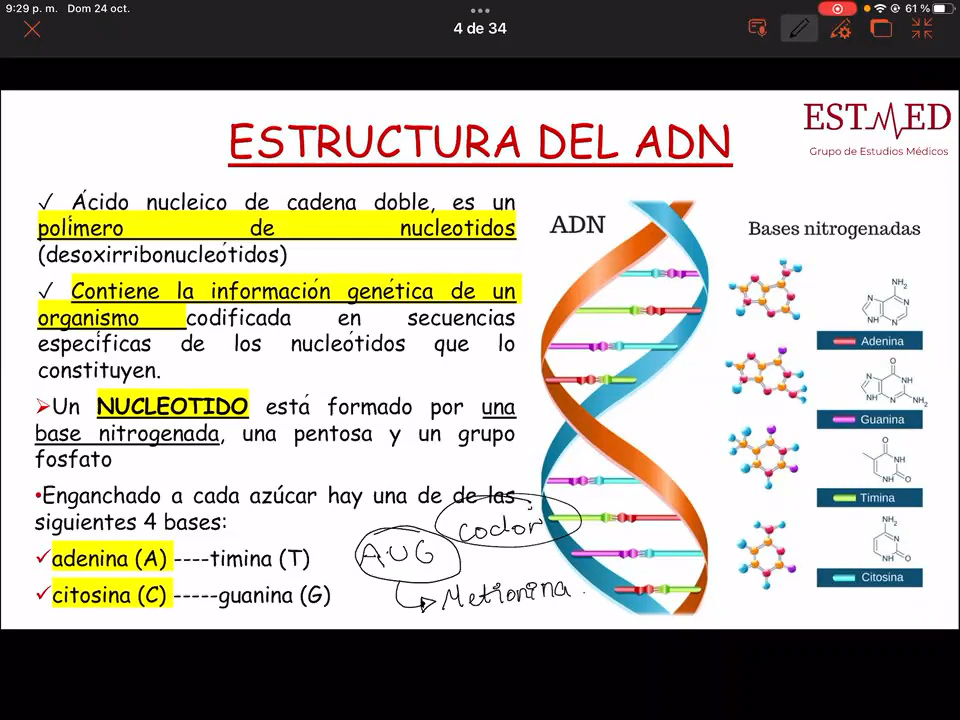 9:29 p. m. Dom 24 oct.
61 %
4 de 34
ESTRUCTURA DEL ADN
ESTMED
Grupo de Estudios Médicos
✓ Ácido nucleico de cadena doble, es un
polímero de nucleotidos
(desoxirribonucleótidos)
✓ Contiene la información genética de un
organismo codificada en secuencias
específicas de los nucleótidos que lo
constituyen.
➢Un NUCLEOTIDO está formado por una
base nitrogenada, una pentosa y un grupo
fosfato
•Enganchado a cada azúcar hay una de de las
siguientes 4 bases:
✓adenina (A) ----timina (T)
✓citosina (C) -----guanina (G)
codon
AUG
Metionina.
ADN
Bases nitrogenadas
NH₂
N
N
N
NH
Adenina
O
N
NH
NH
N
NH₂
Guanina
O
NH
NH
O
Timina
NH₂
N
NH
O
Citosina